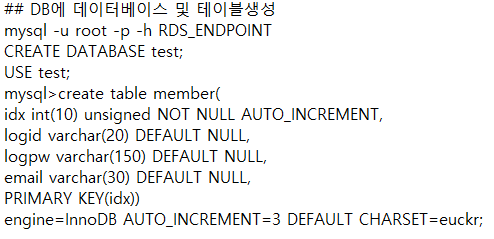 ## DB에 데이터베이스 및 테이블생성
mysql -u root -p -h RDS_ENDPOINT
CREATE DATABASE test;
USE test;
mysql>create table member(
idx int(10) unsigned NOT NULL AUTO_INCREMENT,
logid varchar(20) DEFAULT NULL,
logpw varchar(150) DEFAULT NULL,
email varchar(30) DEFAULT NULL,
PRIMARY KEY(idx))
engine=InnoDB AUTO_INCREMENT=3 DEFAULT CHARSET=euckr;